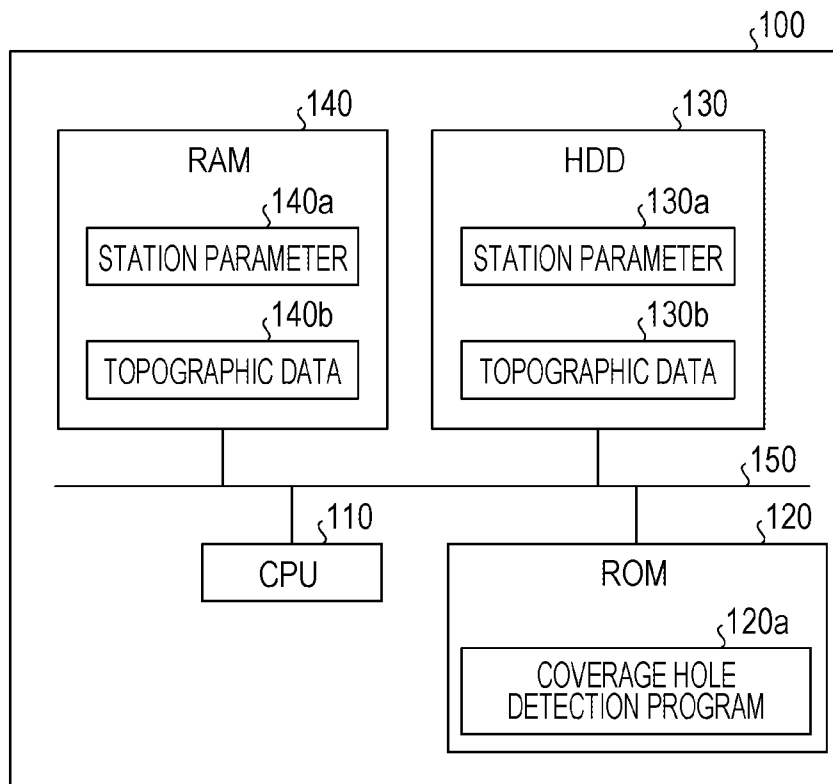 100
140
RAM
140a
STATION PARAMETER
140b
TOPOGRAPHIC DATA
130
HDD
130a
STATION PARAMETER
130b
TOPOGRAPHIC DATA
150
110
CPU
120
ROM
120a
COVERAGE HOLE
DETECTION PROGRAM